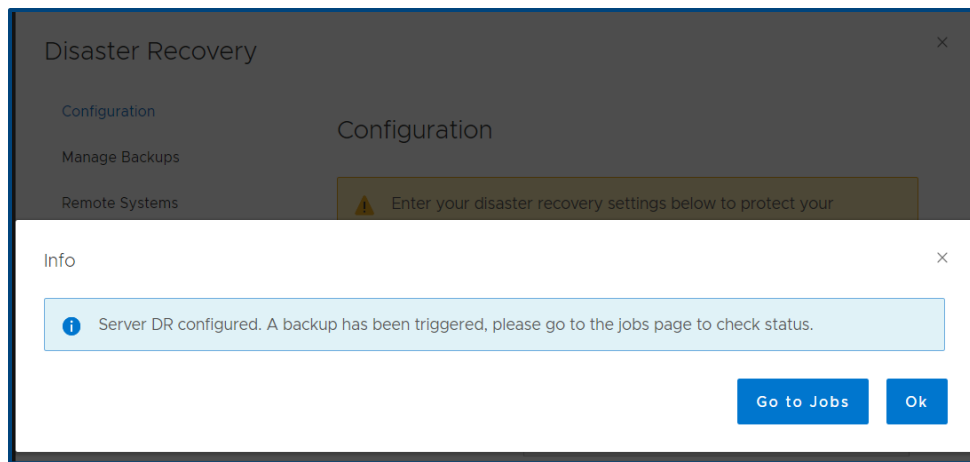 Disaster Recovery
Configuration
Configuration
Manage Backups
Remote Systems
Enter your disaster recovery settings below to protect your
Info
Server DR configured. A backup has been triggered, please go to the jobs page to check status.
Go to Jobs
Ok